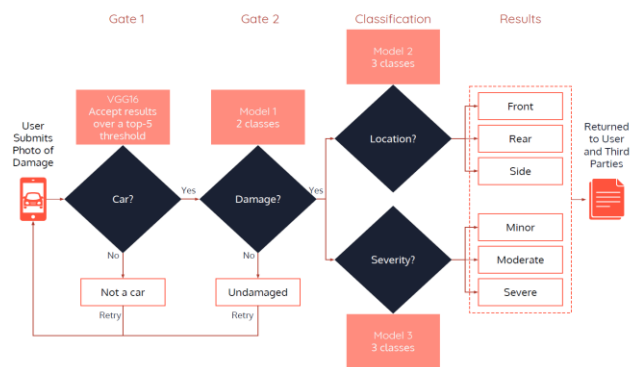 Gate 1
Gate 2
Classification
Results
VGG16
Accept results
over a top-5
threshold
Model 1
2 classes
Model 2
3 classes
User
Submits
Photo of
Damage
Car?
Yes
Damage?
Yes
Location?
Front
Rear
Side
Returned
to User
and Third
Parties
No
No
Severity?
Minor
Moderate
Severe
Not a car
Undamaged
Retry
Retry
Model 3
3 classes